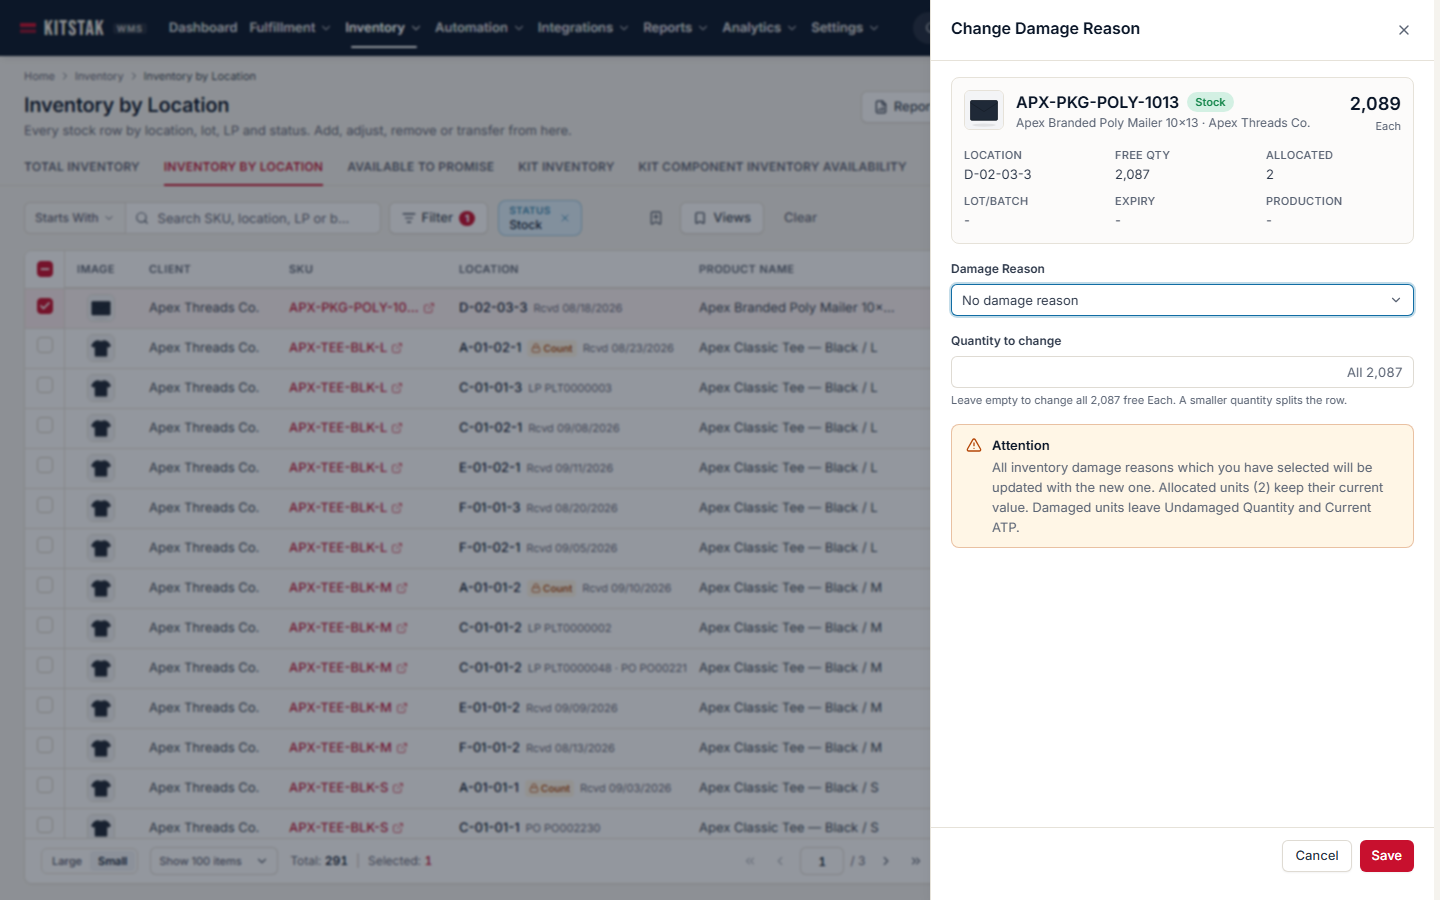 KITSTAK WMS Dashboard Fulfillment Inventory Automation Integrations Reports Analytics Settings
Home > Inventory > Inventory by Location
Inventory by Location
Every stock row by location, lot, LP and status. Add, adjust, remove or transfer from here.
TOTAL INVENTORY INVENTORY BY LOCATION AVAILABLE TO PROMISE KIT INVENTORY KIT COMPONENT INVENTORY AVAILABILITY
Starts With Search SKU, location, LP or b... Filter 1 STATUS Stock Views Clear
IMAGE CLIENT SKU LOCATION PRODUCT NAME
Apex Threads Co. APX-PKG-POLY-10... D-02-03-3 Rcvd 08/18/2026 Apex Branded Poly Mailer 10×...
Apex Threads Co. APX-TEE-BLK-L A-01-02-1 Count Rcvd 08/23/2026 Apex Classic Tee — Black / L
Apex Threads Co. APX-TEE-BLK-L C-01-01-3 LP PLT0000003 Apex Classic Tee — Black / L
Apex Threads Co. APX-TEE-BLK-L C-01-02-1 Rcvd 09/08/2026 Apex Classic Tee — Black / L
Apex Threads Co. APX-TEE-BLK-L E-01-02-1 Rcvd 09/11/2026 Apex Classic Tee — Black / L
Apex Threads Co. APX-TEE-BLK-L F-01-01-3 Rcvd 08/20/2026 Apex Classic Tee — Black / L
Apex Threads Co. APX-TEE-BLK-L F-01-02-1 Rcvd 09/05/2026 Apex Classic Tee — Black / L
Apex Threads Co. APX-TEE-BLK-M A-01-01-2 Count Rcvd 09/10/2026 Apex Classic Tee — Black / M
Apex Threads Co. APX-TEE-BLK-M C-01-01-2 LP PLT0000002 Apex Classic Tee — Black / M
Apex Threads Co. APX-TEE-BLK-M C-01-01-2 LP PLT0000048 · PO PO00221 Apex Classic Tee — Black / M
Apex Threads Co. APX-TEE-BLK-M E-01-01-2 Rcvd 09/09/2026 Apex Classic Tee — Black / M
Apex Threads Co. APX-TEE-BLK-M F-01-01-2 Rcvd 08/13/2026 Apex Classic Tee — Black / M
Apex Threads Co. APX-TEE-BLK-S A-01-01-1 Count Rcvd 09/03/2026 Apex Classic Tee — Black / S
Apex Threads Co. APX-TEE-BLK-S C-01-01-1 PO PO002230 Apex Classic Tee — Black / S
Large Small Show 100 items Total: 291 | Selected: 1 « ‹ 1 / 3 › »
Change Damage Reason
APX-PKG-POLY-1013 Stock 2,089
Apex Branded Poly Mailer 10×13 · Apex Threads Co. Each
LOCATION FREE QTY ALLOCATED
D-02-03-3 2,087 2
LOT/BATCH EXPIRY PRODUCTION
- - -
Damage Reason
No damage reason
Quantity to change
All 2,087
Leave empty to change all 2,087 free Each. A smaller quantity splits the row.
Attention
All inventory damage reasons which you have selected will be
updated with the new one. Allocated units (2) keep their current
value. Damaged units leave Undamaged Quantity and Current
ATP.
Cancel Save